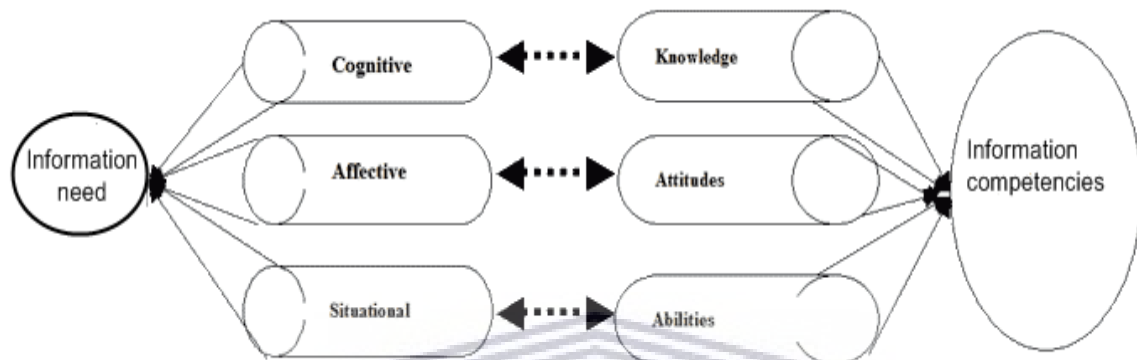 Cognitive
Knowledge
Information
need
Affective
Attitudes
Information
competencies
Situational
Abilities